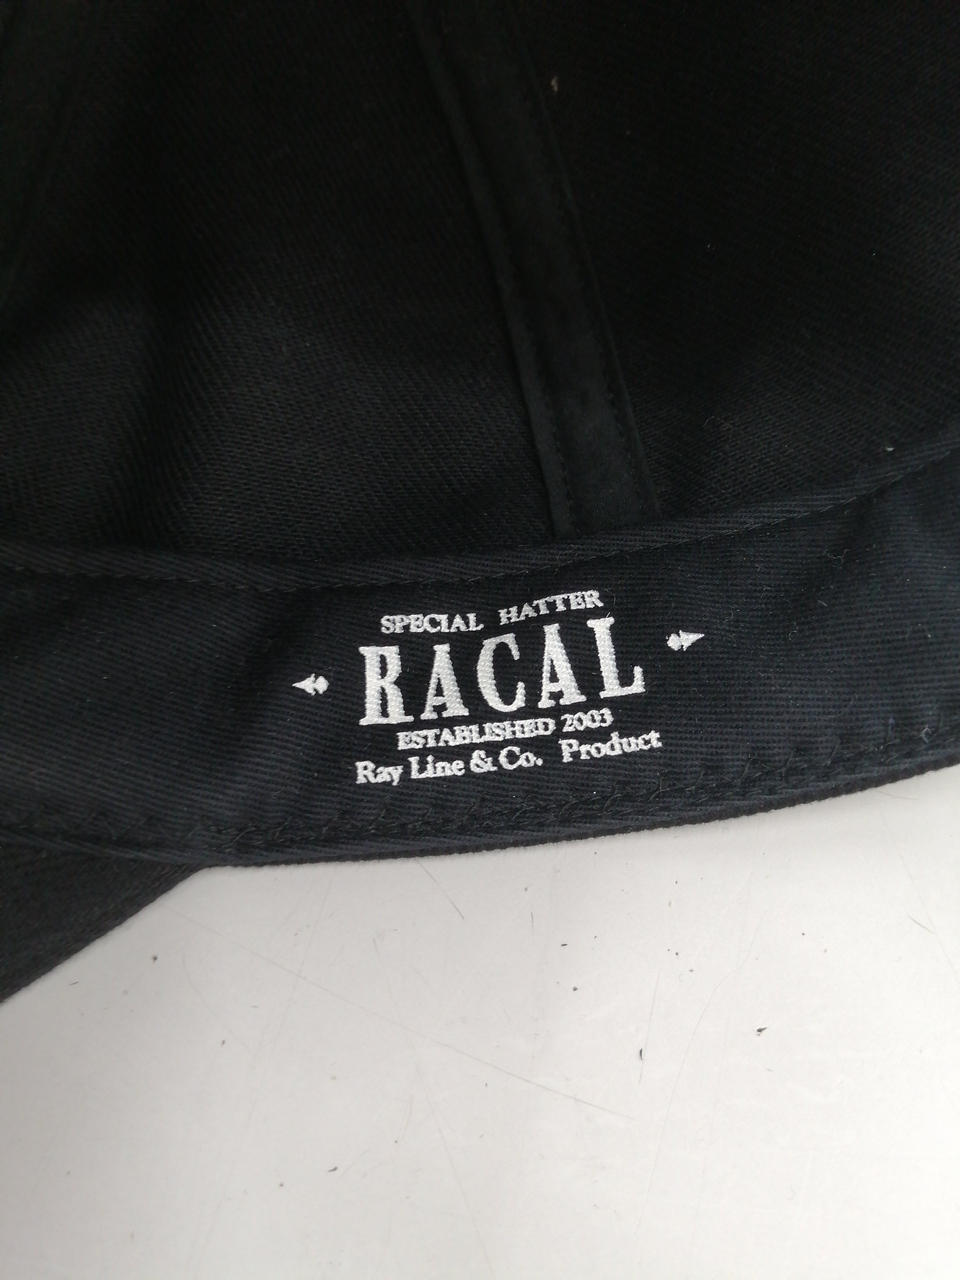 SPECIAL HATTER
RACAL
ESTABLISHED 2003
Ray Line & Co. Product